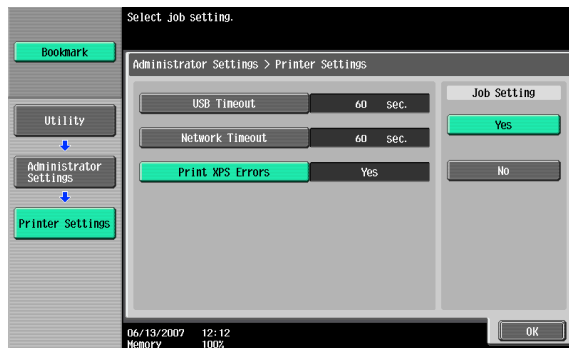 Select job setting.
Bookmark
Administrator Settings > Printer Settings
Utility
Administrator
Settings
Printer Settings
USB Timeout 60 sec.
Network Timeout 60 sec.
Print XPS Errors Yes
Job Setting
Yes
No
06/13/2007 12:12
Memory 100%
OK